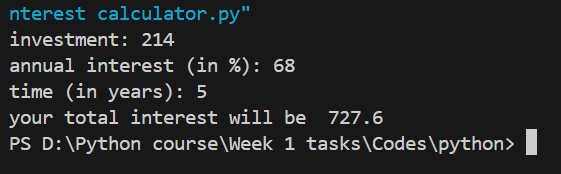 nterest calculator.py"
investment: 214
annual interest (in %): 68
time (in years): 5
your total interest will be  727.6
PS D:\Python course\Week 1 tasks\Codes\python>